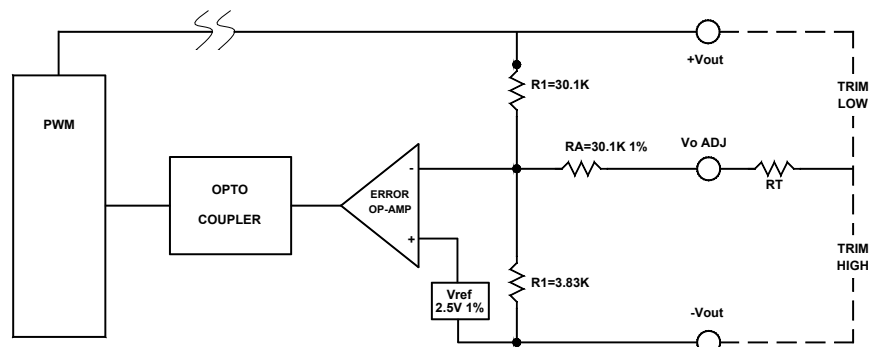 +Vout
R1=30.1K
TRIM
LOW
PWM
RA=30.1K 1%
Vo ADJ
-
OPTO
COUPLER
ERROR
OP-AMP
RT
+
TRIM
HIGH
R1=3.83K
Vref
2.5V 1%
-Vout